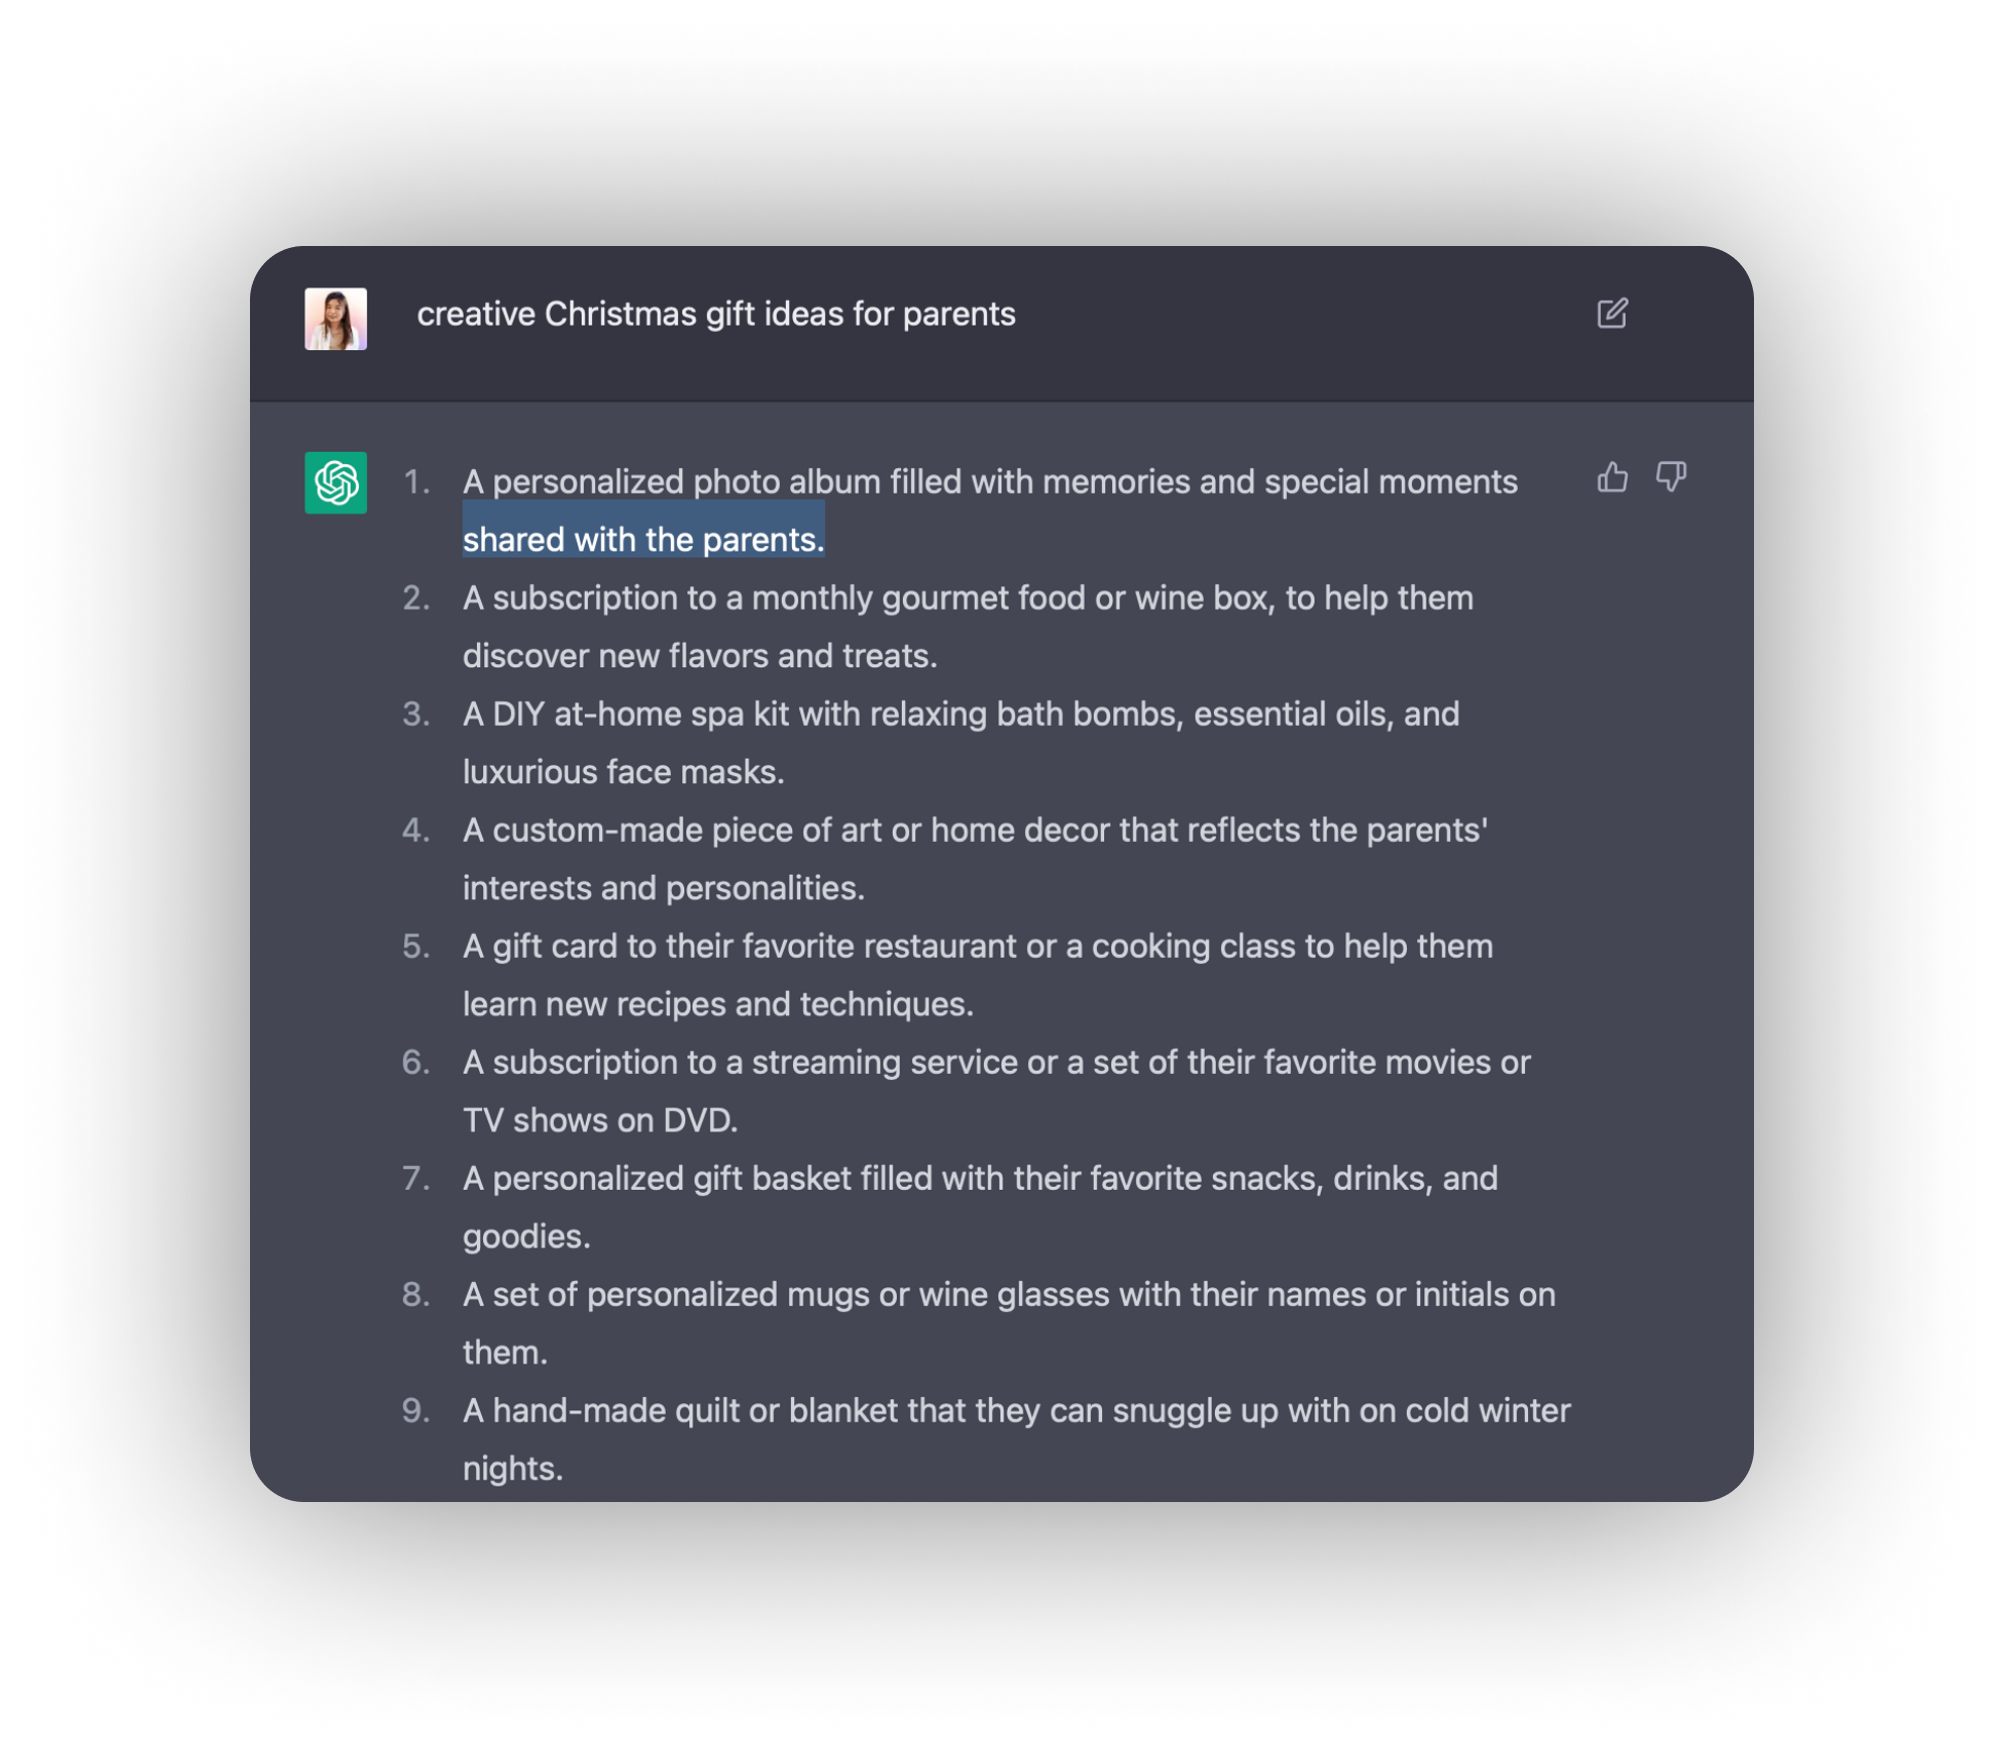 creative Christmas gift ideas for parents
1. A personalized photo album filled with memories and special moments
shared with the parents.
2. A subscription to a monthly gourmet food or wine box, to help them
discover new flavors and treats.
3. A DIY at-home spa kit with relaxing bath bombs, essential oils, and
luxurious face masks.
4. A custom-made piece of art or home decor that reflects the parents'
interests and personalities.
5. A gift card to their favorite restaurant or a cooking class to help them
learn new recipes and techniques.
6. A subscription to a streaming service or a set of their favorite movies or
TV shows on DVD.
7. A personalized gift basket filled with their favorite snacks, drinks, and
goodies.
8. A set of personalized mugs or wine glasses with their names or initials on
them.
9. A hand-made quilt or blanket that they can snuggle up with on cold winter
nights.